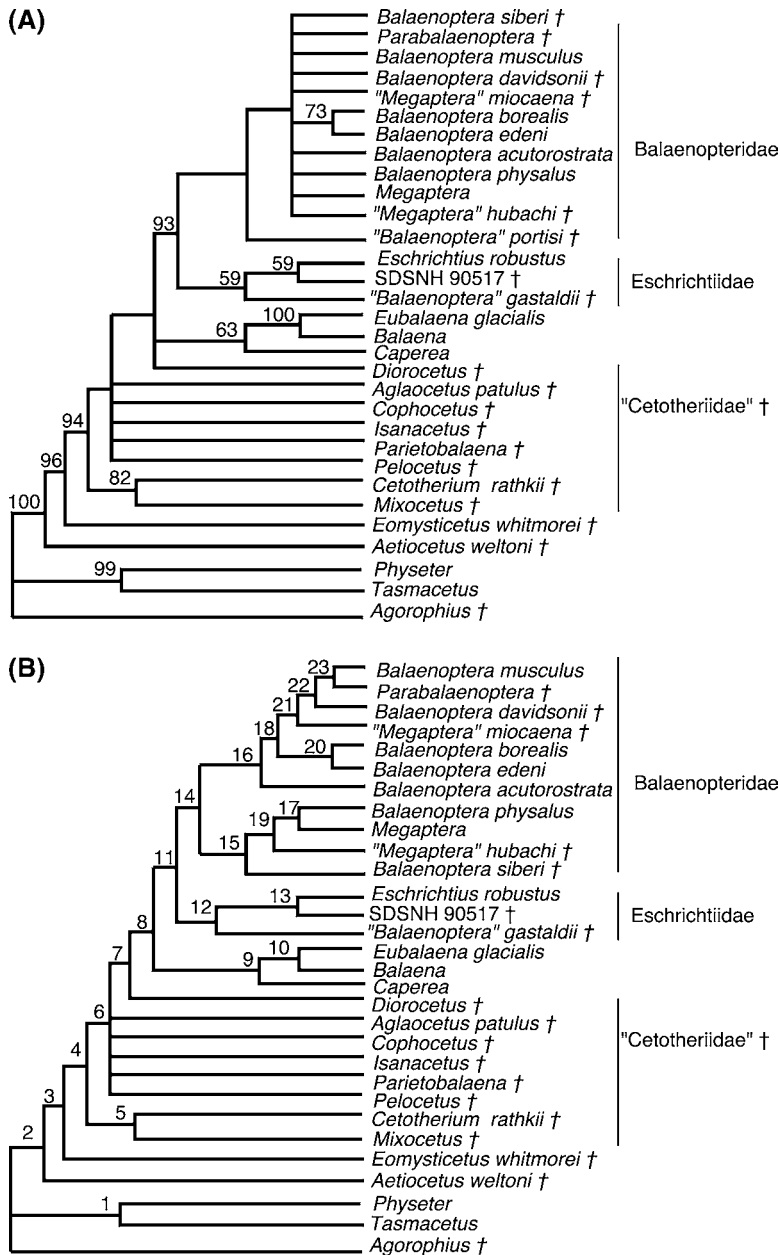 (A)
Balaenoptera siberi †
Parabalaenoptera †
Balaenoptera musculus
Balaenoptera davidsonii †
"Megaptera" miocaena †
73
Balaenoptera borealis
Balaenoptera edeni
Balaenoptera acutorostrata
Balaenopteridae
Balaenoptera physalus
Megaptera
"Megaptera" hubachi †
93
"Balaenoptera" portisi †
Eschrichtius robustus
59
SDSNH 90517 †
Eschrichtiidae
59
"Balaenoptera" gastaldii †
Eubalaena glacialis
100
63
Balaena
Caperea
Diorocetus †
Aglaocetus patulus †
"Cetotheriidae" †
Cophocetus †
94
Isanacetus †
Parietobalaena †
96
Pelocetus †
82
Cetotherium rathkii †
100
Mixocetus †
Eomysticetus whitmorei †
Aetiocetus weltoni †
99
Physeter
Tasmacetus
Agorophius †
(B)
23
Balaenoptera musculus
22
Parabalaenoptera †
21
Balaenoptera davidsonii †
18
"Megaptera" miocaena †
20
Balaenoptera borealis
16
Balaenoptera edeni
Balaenopteridae
14
Balaenoptera acutorostrata
17
Balaenoptera physalus
19
Megaptera
15
"Megaptera" hubachi †
11
Balaenoptera siberi †
13
Eschrichtius robustus
12
SDSNH 90517 †
Eschrichtiidae
8
"Balaenoptera" gastaldii †
10
Eubalaena glacialis
7
9
Balaena
Caperea
6
Diorocetus †
Aglaocetus patulus †
"Cetotheriidae" †
4
Cophocetus †
Isanacetus †
3
Parietobalaena †
Pelocetus †
5
Cetotherium rathkii †
2
Mixocetus †
Eomysticetus whitmorei †
Aetiocetus weltoni †
1
Physeter
Tasmacetus
Agorophius †